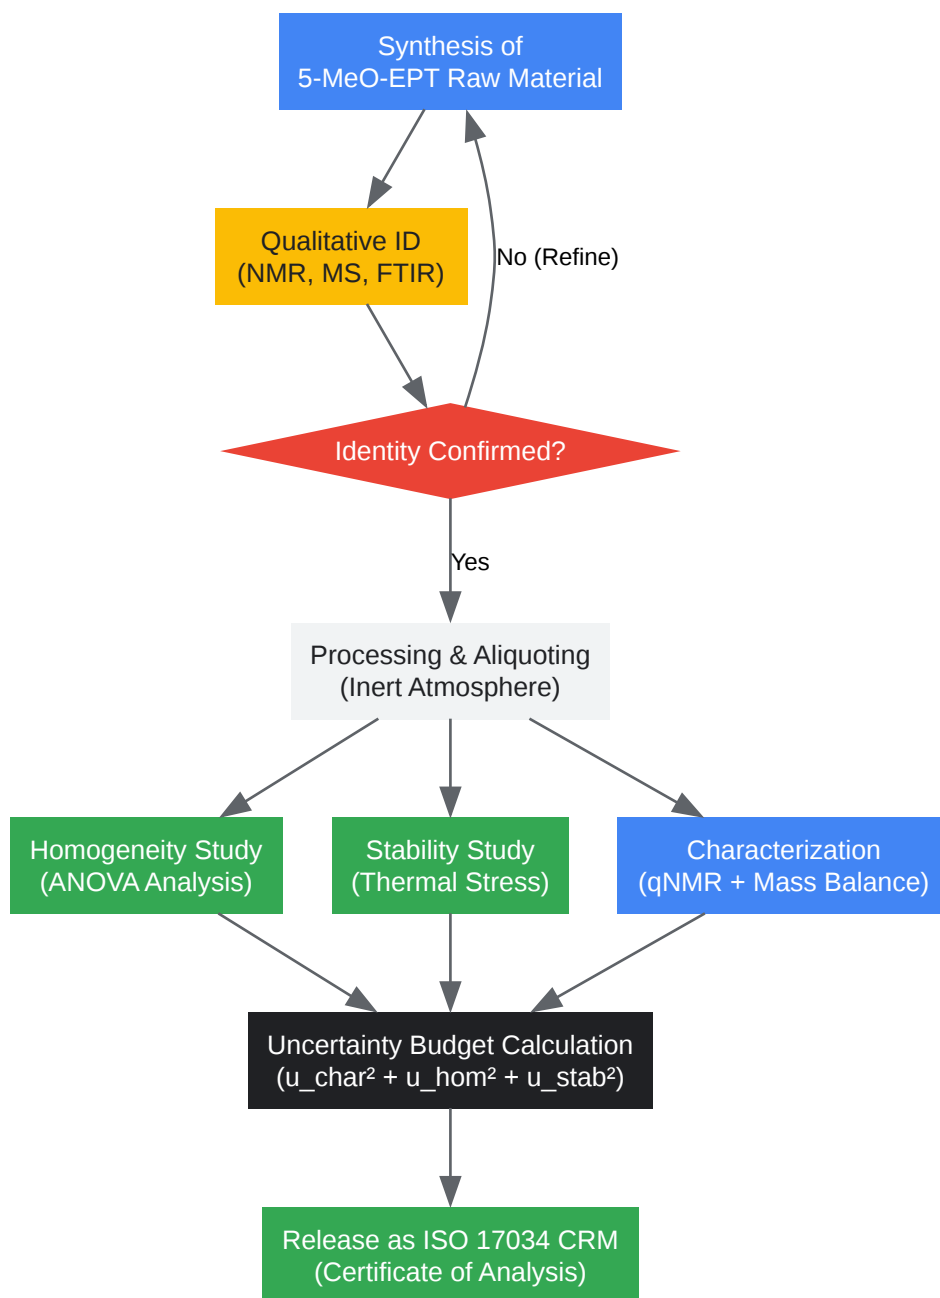 Synthesis of
5-MeO-EPT Raw Material
Qualitative ID
(NMR, MS, FTIR)
No (Refine)
Identity Confirmed?
Yes
Processing & Aliquoting
(Inert Atmosphere)
Homogeneity Study
(ANOVA Analysis)
Stability Study
(Thermal Stress)
Characterization
(qNMR + Mass Balance)
Uncertainty Budget Calculation
(u_char² + u_hom² + u_stab²)
Release as ISO 17034 CRM
(Certificate of Analysis)